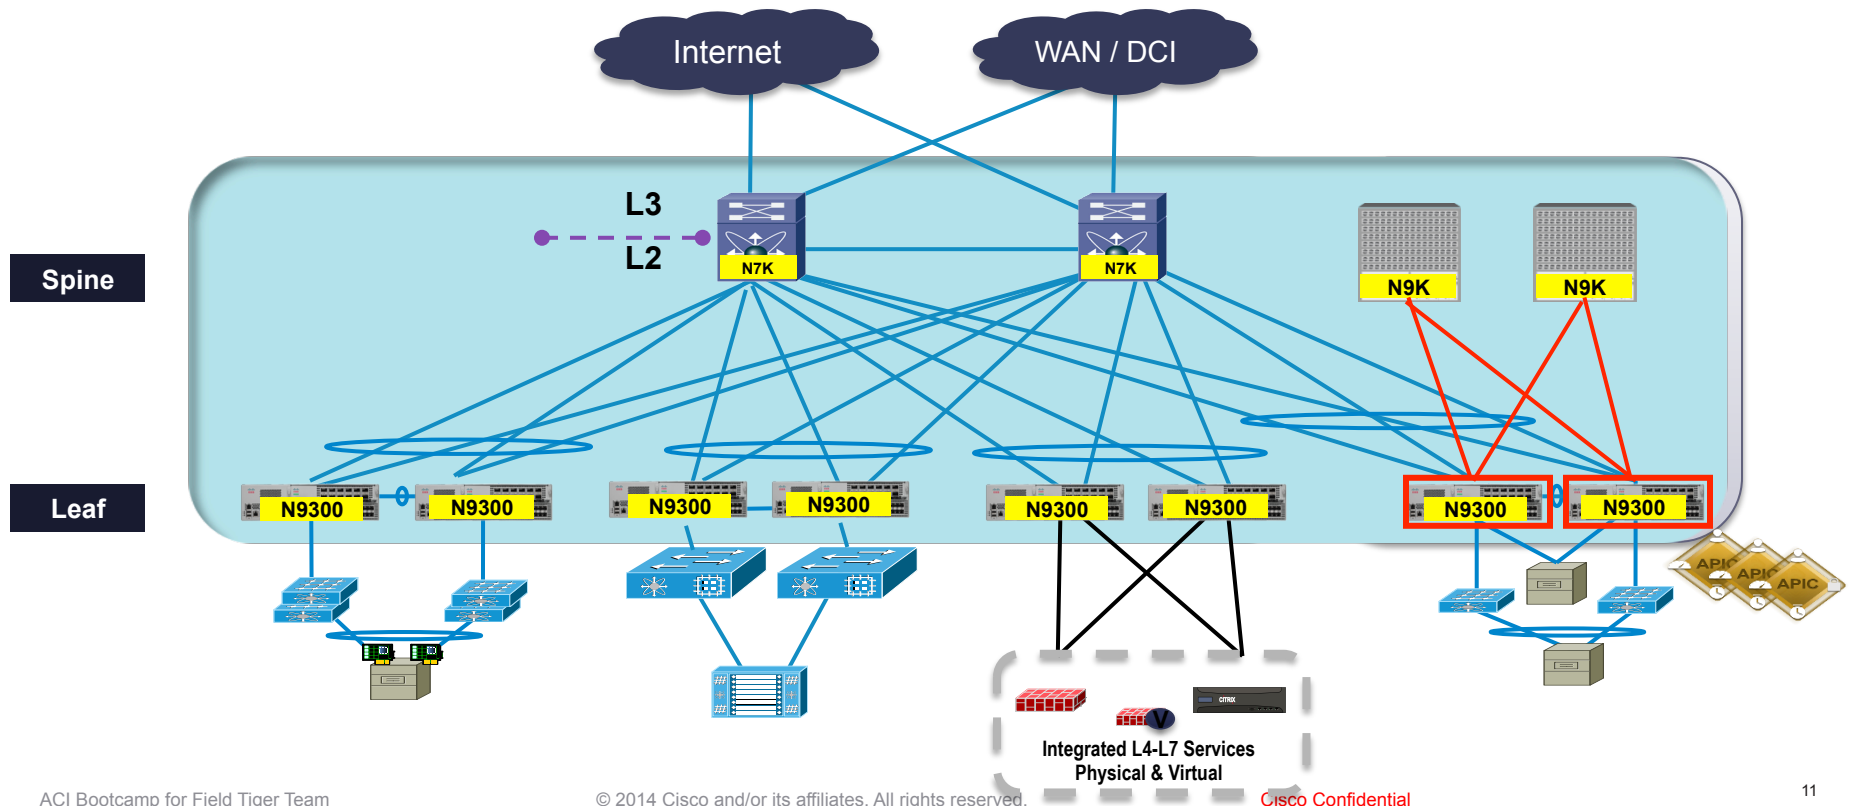 Internet
WAN / DCI
L3
L2
N7K
N7K
N9K
N9K
Spine
Leaf
N9300
N9300
N9300
N9300
N9300
N9300
N9300
N9300
APIC
APIC
APIC
CITRIX
V
Integrated L4-L7 Services
Physical & Virtual
ACI Bootcamp for Field Tiger Team
© 2014 Cisco and/or its affiliates. All rights reserved.
Cisco Confidential
11